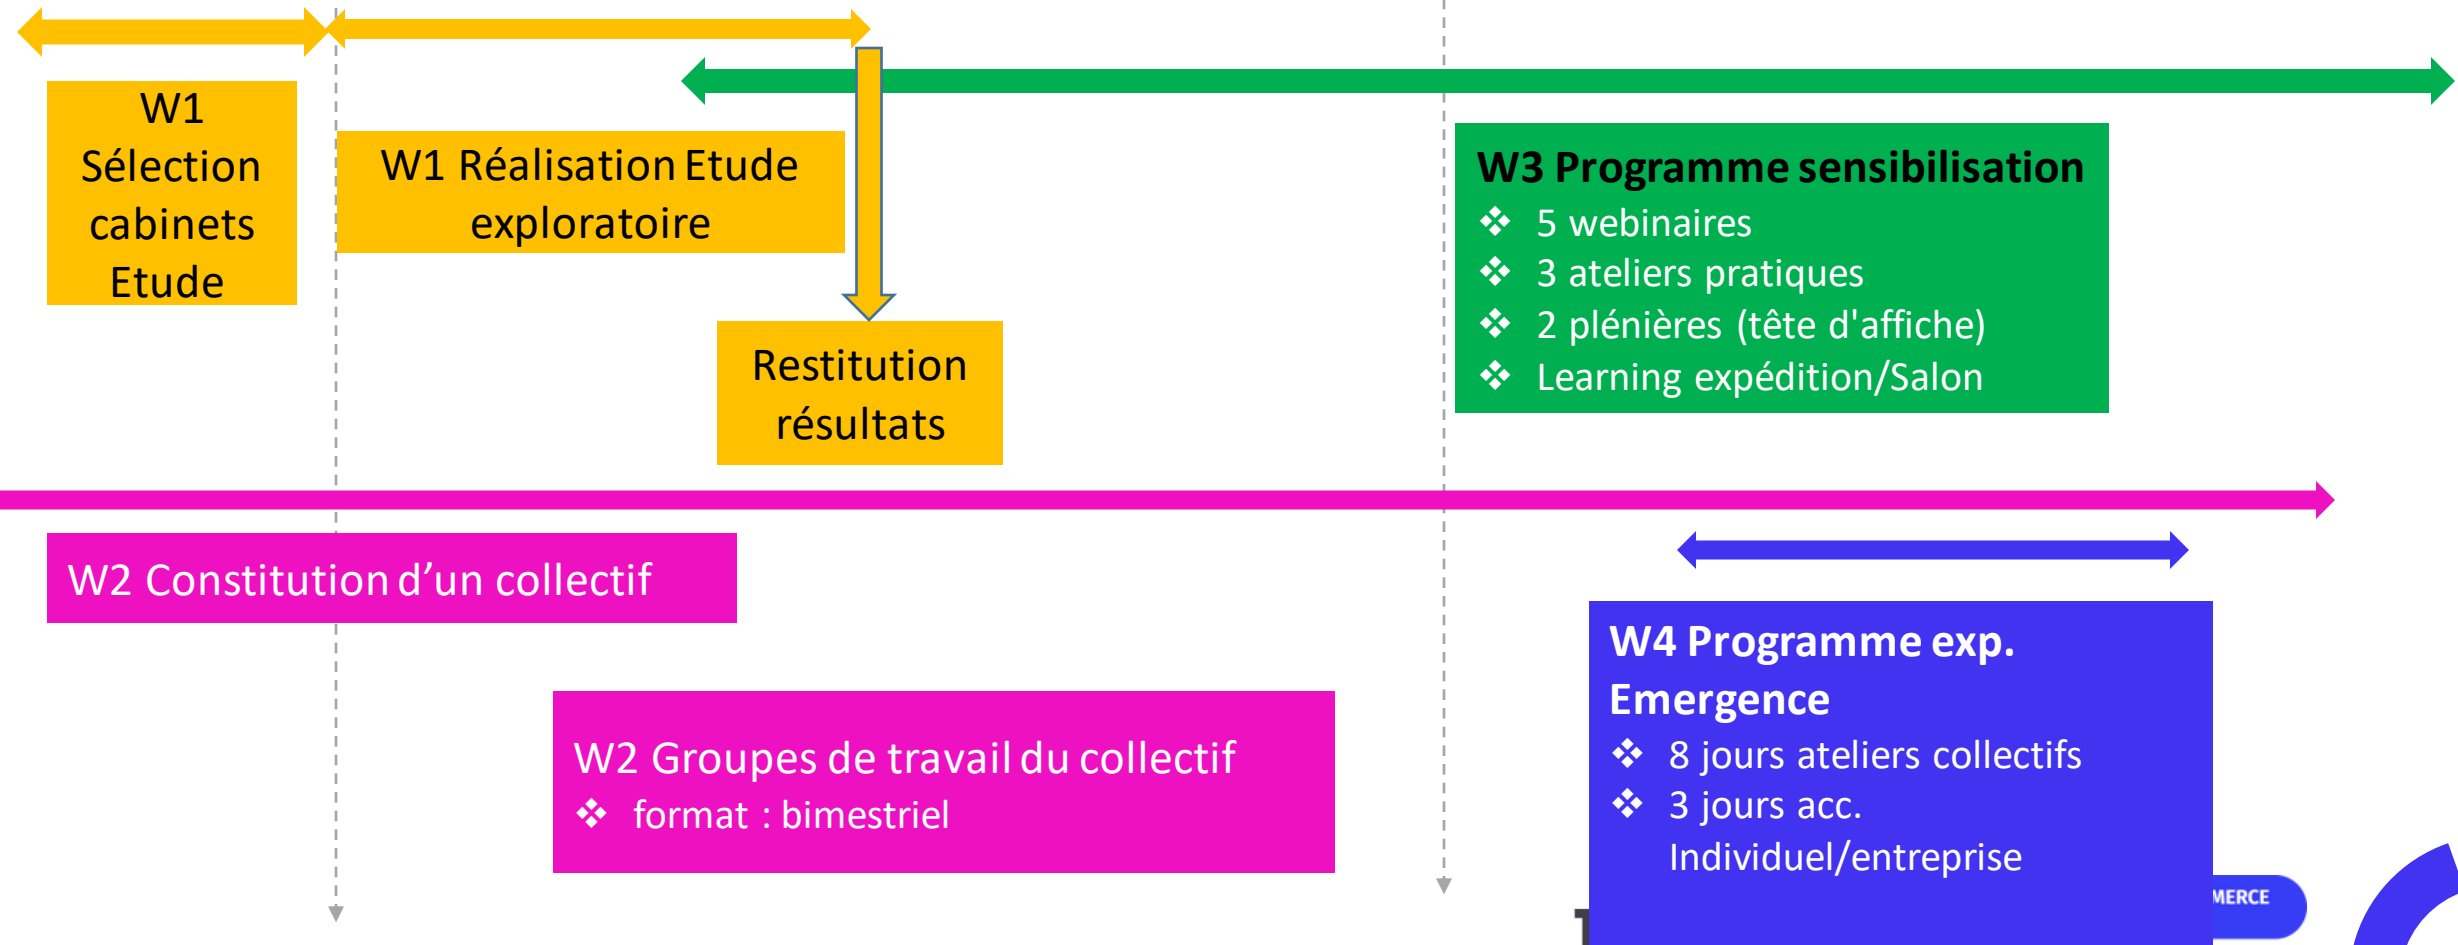 W1
Sélection
cabinets
Etude
W1 Réalisation Etude
exploratoire
Restitution
résultats
W3 Programme sensibilisation
❖ 5 webinaires
❖ 3 ateliers pratiques
❖ 2 plénières (tête d'affiche)
❖ Learning expédition/Salon
W2 Constitution d’un collectif
W2 Groupes de travail du collectif
❖ format : bimestriel
W4 Programme exp.
Emergence
❖ 8 jours ateliers collectifs
❖ 3 jours acc.
Individuel/entreprise
MERCE